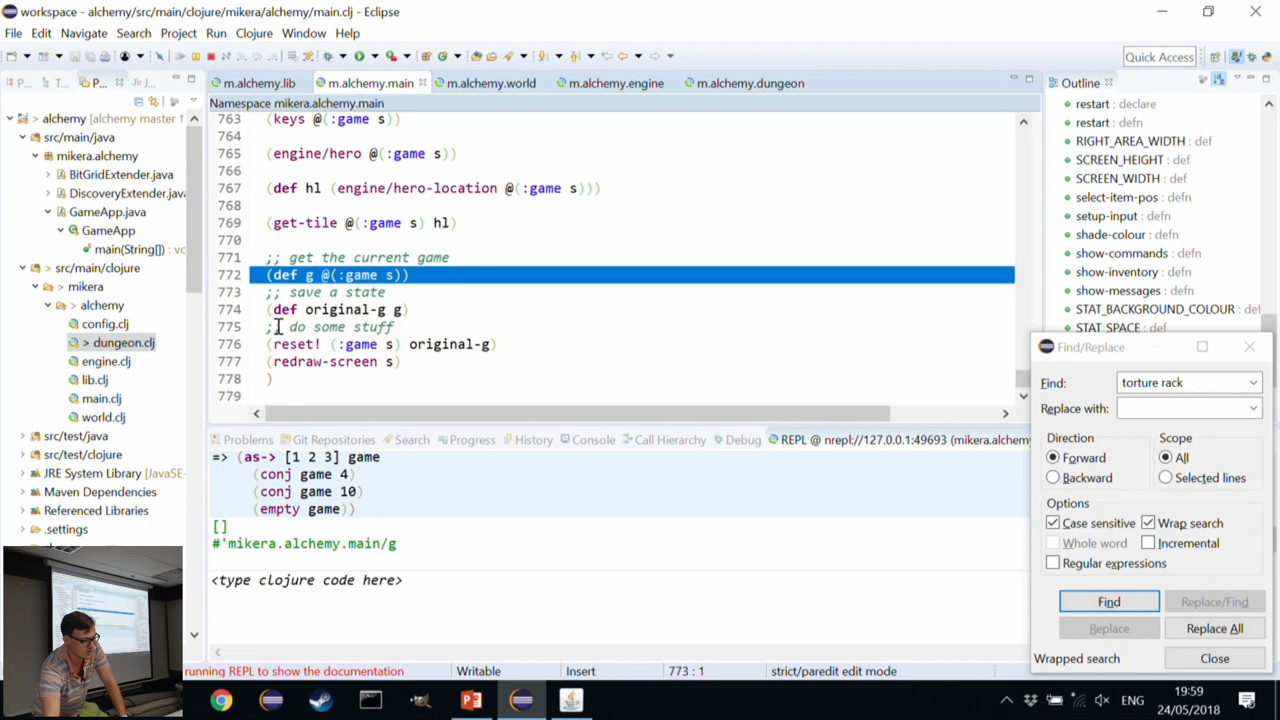 workspace - alchemy/src/main/clojure/mikera/alchemy/main.clj - Eclipse
File Edit Navigate Search Project Run Clojure Window Help
Quick Access
P... T... P... J...
m.alchemy.lib m.alchemy.main m.alchemy.world m.alchemy.engine m.alchemy.dungeon
Outline
Namespace mikera.alchemy.main
alchemy [alchemy master
src/main/java
mikera.alchemy
BitGridExtender.java
DiscoveryExtender.java
GameApp.java
GameApp
main(String[]) : vc
> src/main/clojure
> mikera
> alchemy
config.clj
> dungeon.clj
engine.clj
lib.clj
main.clj
world.clj
src/test/java
src/test/clojure
JRE System Library [JavaSE-
Maven Dependencies
Referenced Libraries
.settings
763 (keys @(:game s))
764
765 (engine/hero @(:game s))
766
767 (def hl (engine/hero-location @(:game s)))
768
769 (get-tile @(:game s) hl)
770
771 ;; get the current game
772 (def g @(:game s))
773 ;; save a state
774 (def original-g g)
775 ;; do some stuff
776 (reset! (:game s) original-g)
777 (redraw-screen s)
778 )
779
restart : declare
restart : defn
RIGHT_AREA_WIDTH : def
SCREEN_HEIGHT : def
SCREEN_WIDTH : def
select-item-pos : defn
setup-input : defn
shade-colour : defn
show-commands : defn
show-inventory : defn
show-messages : defn
STAT_BACKGROUND_COLOUR : def
STAT_SPACE : def
Problems Git Repositories Search Progress History Console Call Hierarchy Debug REPL @ nrepl://127.0.0.1:49693 (mikera.alchemy
=> (as-> [1 2 3] game
(conj game 4)
(conj game 10)
(empty game))
[]
#'mikera.alchemy.main/g
<type clojure code here>
Find/Replace
Find: torture rack
Replace with:
Direction Scope
Forward All
Backward Selected lines
Options
Case sensitive Wrap search
Whole word Incremental
Regular expressions
Find Replace/Find
Replace Replace All
Wrapped search Close
running REPL to show the documentation Writable Insert 773 : 1 strict/paredit edit mode
ENG 19:59
24/05/2018